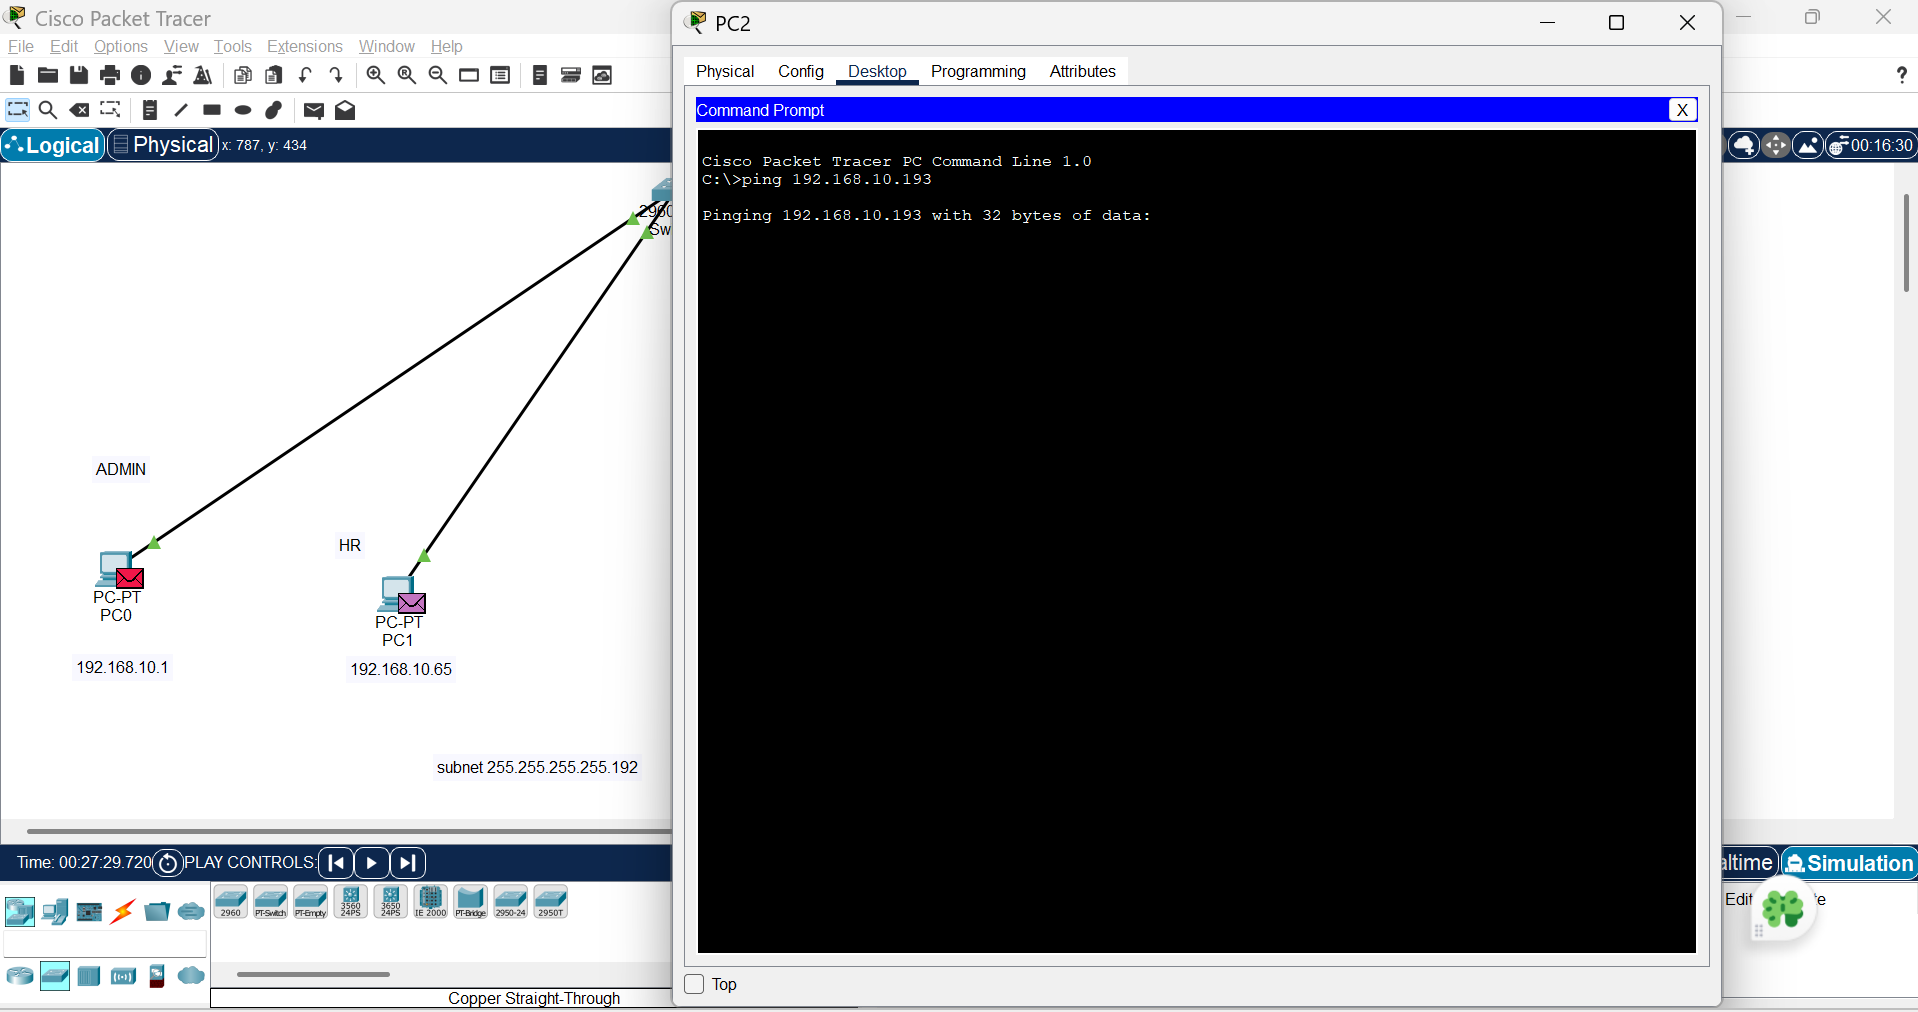 Cisco Packet Tracer
File Edit Options View Tools Extensions Window Help
Logical Physical x: 787, y: 434
2960
Sw
ADMIN
PC-PT
PC0
192.168.10.1
HR
PC-PT
PC1
192.168.10.65
subnet 255.255.255.255.192
Time: 00:27:29.720 PLAY CONTROLS:
2960 PT-Switch PT-Empty 3560 24PS 3650 24PS IE 2000 PT-Bridge 2950-24 2950T
Copper Straight-Through
PC2
Physical Config Desktop Programming Attributes
Command Prompt X
Cisco Packet Tracer PC Command Line 1.0
C:\>ping 192.168.10.193
Pinging 192.168.10.193 with 32 bytes of data:
Top
?
00:16:30
altime Simulation
Edit